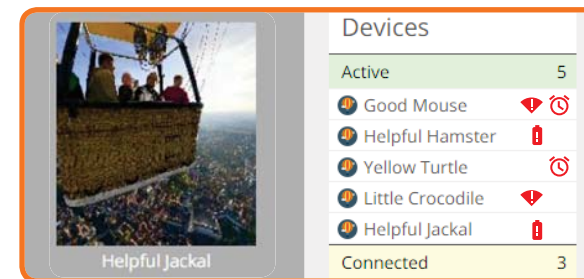 Devices
Active 5
Good Mouse
Helpful Hamster
Yellow Turtle
Little Crocodile
Helpful Jackal
Connected 3
Helpful Jackal